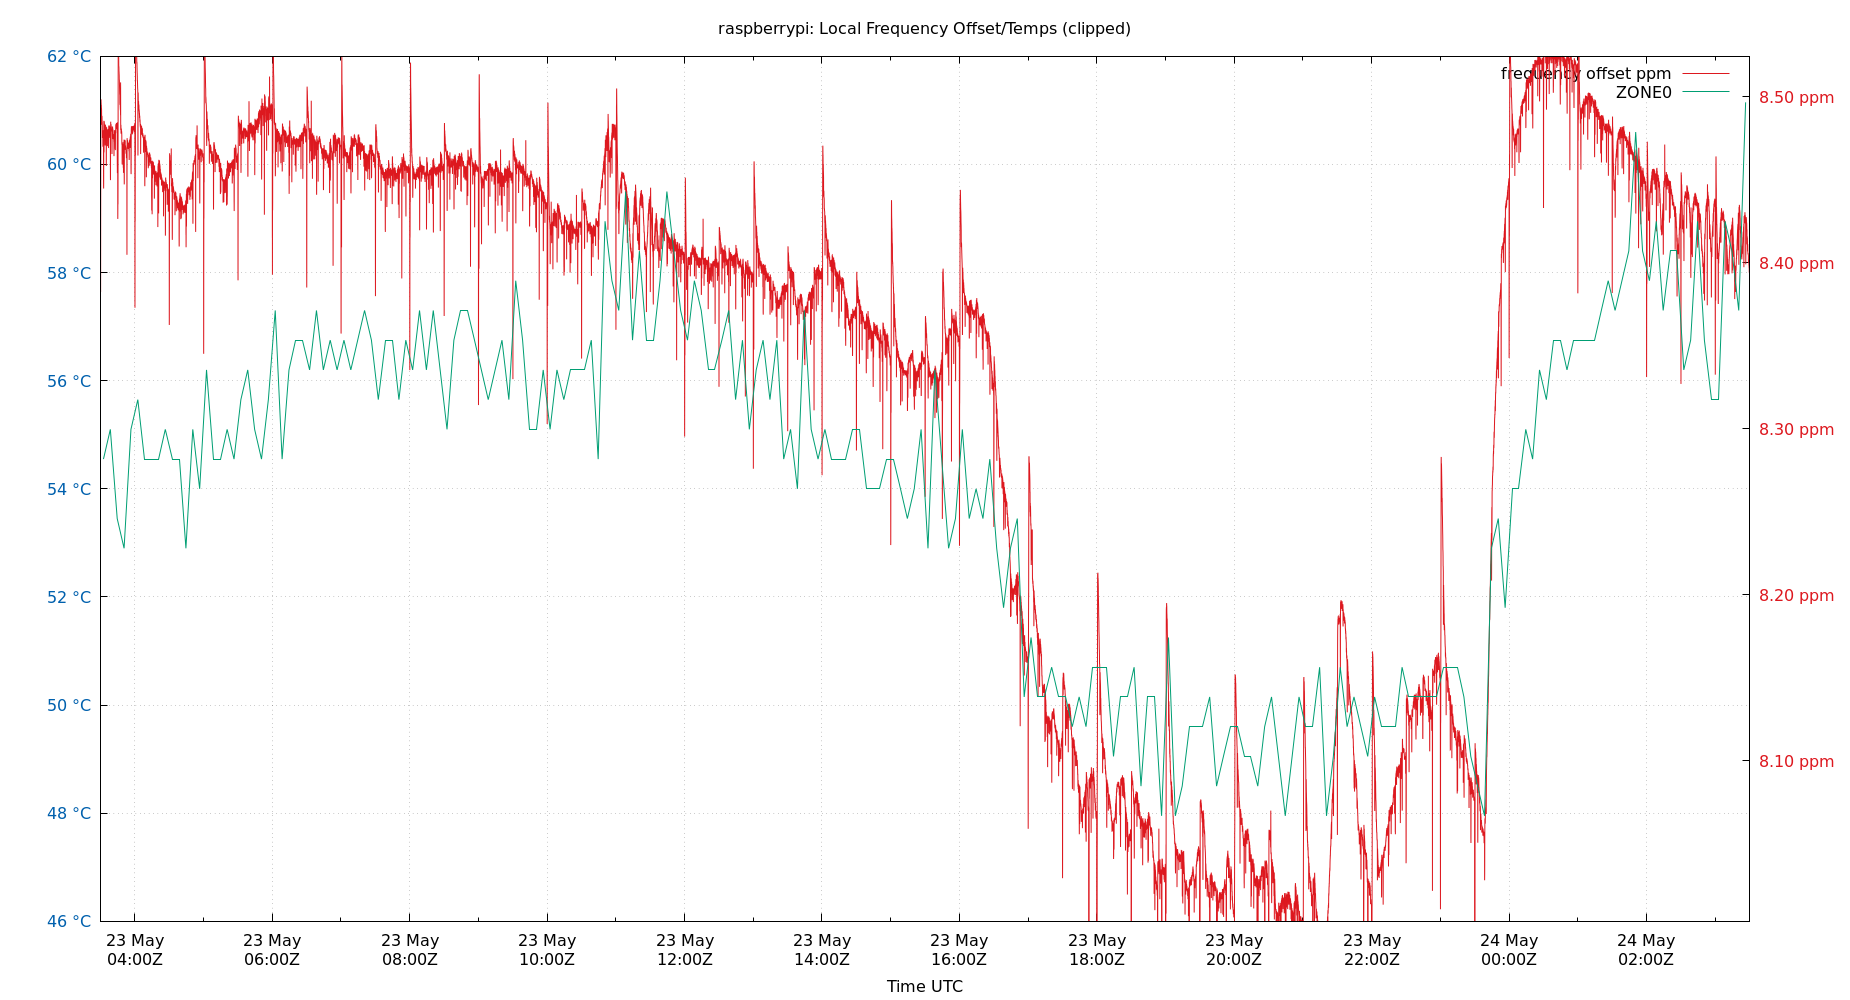 raspberrypi: Local Frequency Offset/Temps (clipped)
62 °C
60 °C
58 °C
56 °C
54 °C
52 °C
50 °C
48 °C
46 °C
frequency offset ppm
ZONE0
8.50 ppm
8.40 ppm
8.30 ppm
8.20 ppm
8.10 ppm
23 May
04:00Z
23 May
06:00Z
23 May
08:00Z
23 May
10:00Z
23 May
12:00Z
23 May
14:00Z
23 May
16:00Z
23 May
18:00Z
23 May
20:00Z
23 May
22:00Z
24 May
00:00Z
24 May
02:00Z
Time UTC